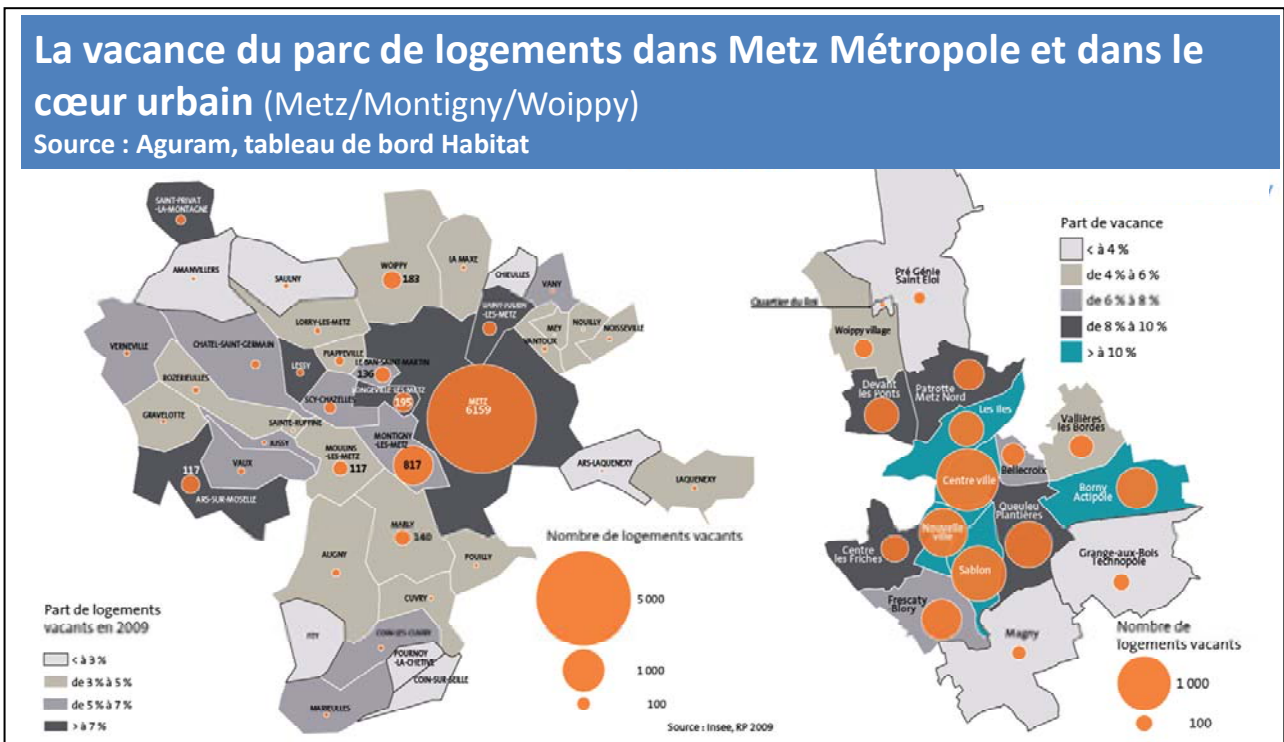 La vacance du parc de logements dans Metz Métropole et dans le
cœur urbain (Metz/Montigny/Woippy)
Source : Aguram, tableau de bord Habitat
SAINT-PRIVAT
-LA-MONTAGNE
AMANVILLERS
SAULNY
WOIPPY
183
LA MAXE
CHIEULLES
VANY
SAINT-JULIEN
-LES-METZ
MEY
NOUILLY
NOISSEVILLE
VANTOUX
LORRY-LES-METZ
PLAPPEVILLE
LE BAN-SAINT-MARTIN
136
VERNEVILLE
CHATEL-SAINT-GERMAIN
LESSY
LONGEVILLE-LES-METZ
195
METZ
6159
ROZERIEULLES
SCY-CHAZELLES
GRAVELOTTE
SAINTE-RUFFINE
JUSSY
MOULINS
-LES-METZ
117
MONTIGNY
-LES-METZ
817
VAUX
117
ARS-SUR-MOSELLE
ARS-LAQUENEXY
LAQUENEXY
MARLY
140
AUGNY
POUILLY
CUVRY
FEY
COIN-LES-CUVRY
POURNOY
-LA-CHETIVE
COIN-SUR-SEILLE
MARIEULLES
Part de logements
vacants en 2009
< à 3 %
de 3 % à 5 %
de 5 % à 7 %
> à 7 %
Nombre de logements vacants
5 000
1 000
100
Source : Insee, RP 2009
Part de vacance
< à 4 %
de 4 % à 6 %
de 6 % à 8 %
de 8 % à 10 %
> à 10 %
Pré Génie
Saint Eloi
Quartier du Roi
Woippy village
Devant
les Ponts
Patrotte
Metz Nord
Les Iles
Vallières
les Bordes
Bellecroix
Centre ville
Borny
Actipole
Queuleu
Plantières
Nouvelle
ville
Centre
les Friches
Sablon
Grange-aux-Bois
Technopole
Frescaty
Blory
Magny
Nombre de
logements vacants
1 000
100